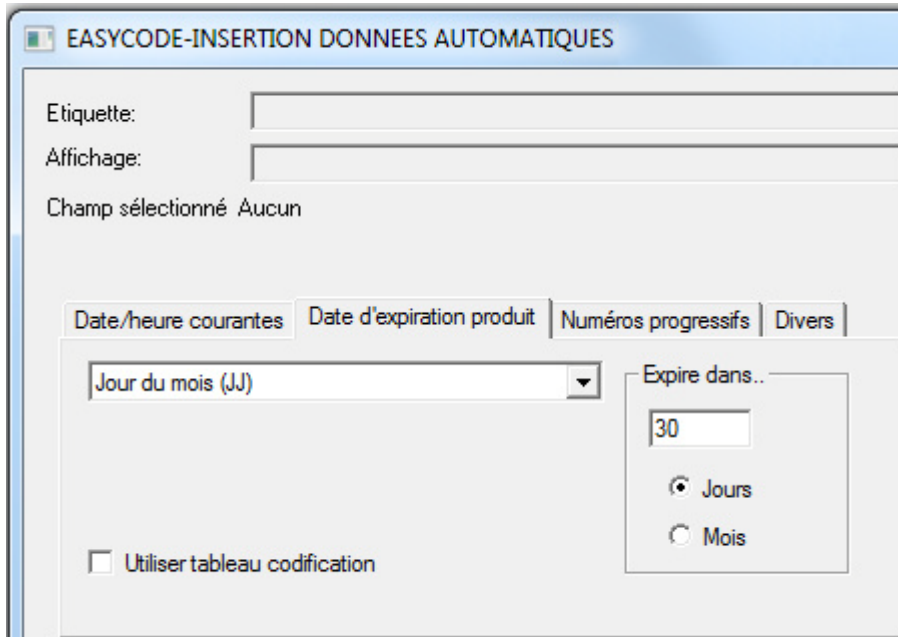 EASYCODE-INSERTION DONNEES AUTOMATIQUES
Etiquette:
Affichage:
Champ sélectionné Aucun
Date/heure courantes Date d'expiration produit Numéros progressifs Divers
Jour du mois (JJ)
Expire dans..
30
Jours
Mois
Utiliser tableau codification